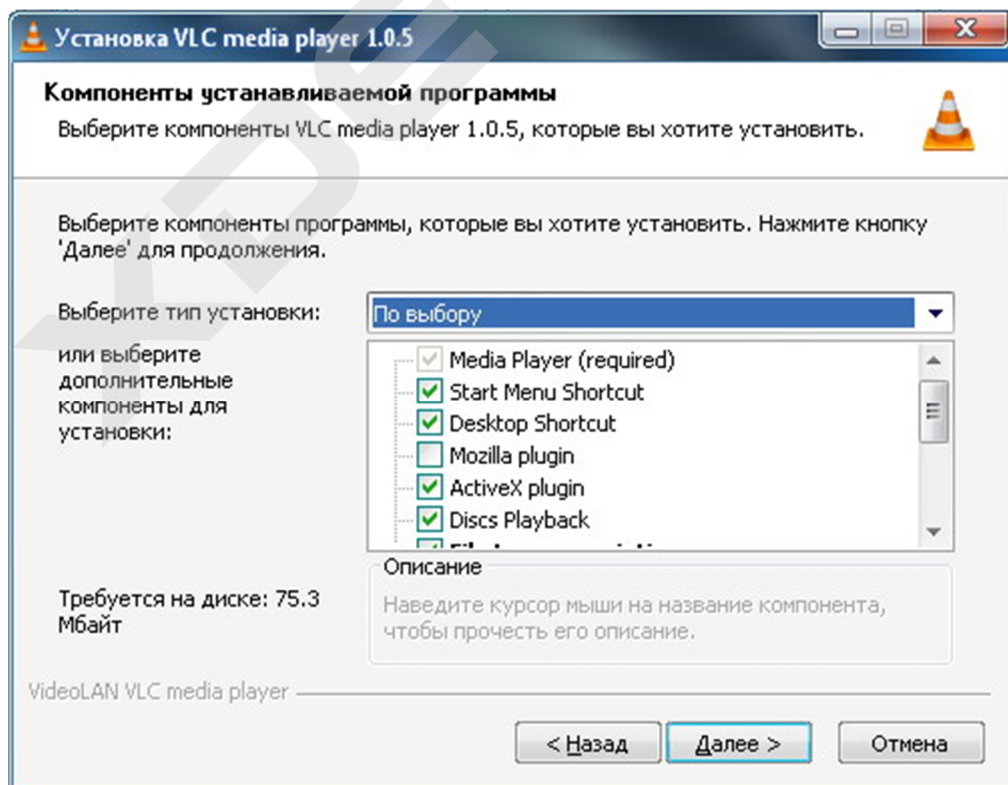 Установка VLC media player 1.0.5
Компоненты устанавливаемой программы
Выберите компоненты VLC media player 1.0.5, которые вы хотите установить.
Выберите компоненты программы, которые вы хотите установить. Нажмите кнопку
'Далее' для продолжения.
Выберите тип установки:
По выбору
или выберите
дополнительные
компоненты для
установки:
Media Player (required)
Start Menu Shortcut
Desktop Shortcut
Mozilla plugin
ActiveX plugin
Discs Playback
Требуется на диске: 75.3
Мбайт
Описание
Наведите курсор мыши на название компонента,
чтобы прочесть его описание.
VideoLAN VLC media player
< Назад
Далее >
Отмена